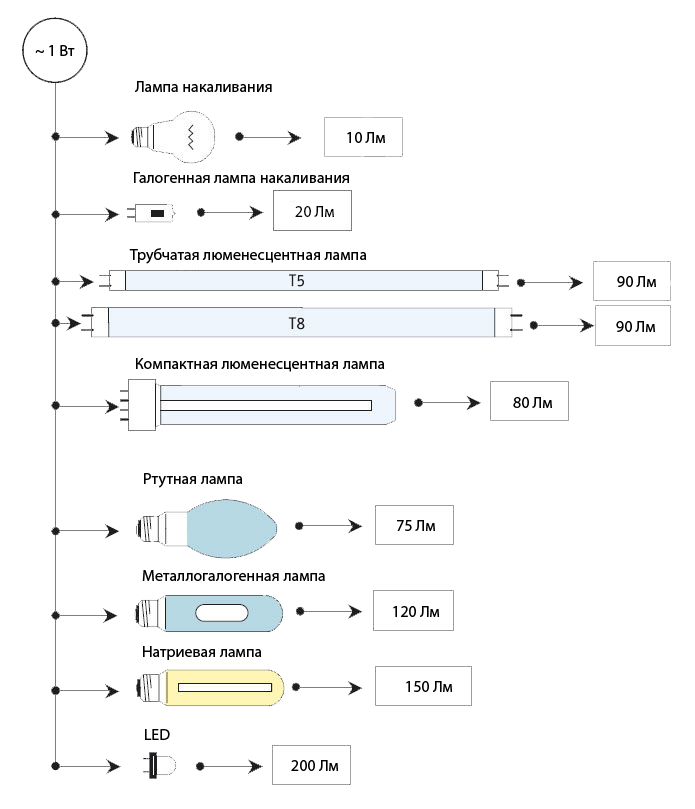 ~ 1 Вт
Лампа накаливания
10 Лм
Галогенная лампа накаливания
20 Лм
Трубчатая люменесцентная лампа
T5
90 Лм
T8
90 Лм
Компактная люменесцентная лампа
80 Лм
Ртутная лампа
75 Лм
Металлогалогенная лампа
120 Лм
Натриевая лампа
150 Лм
LED
200 Лм